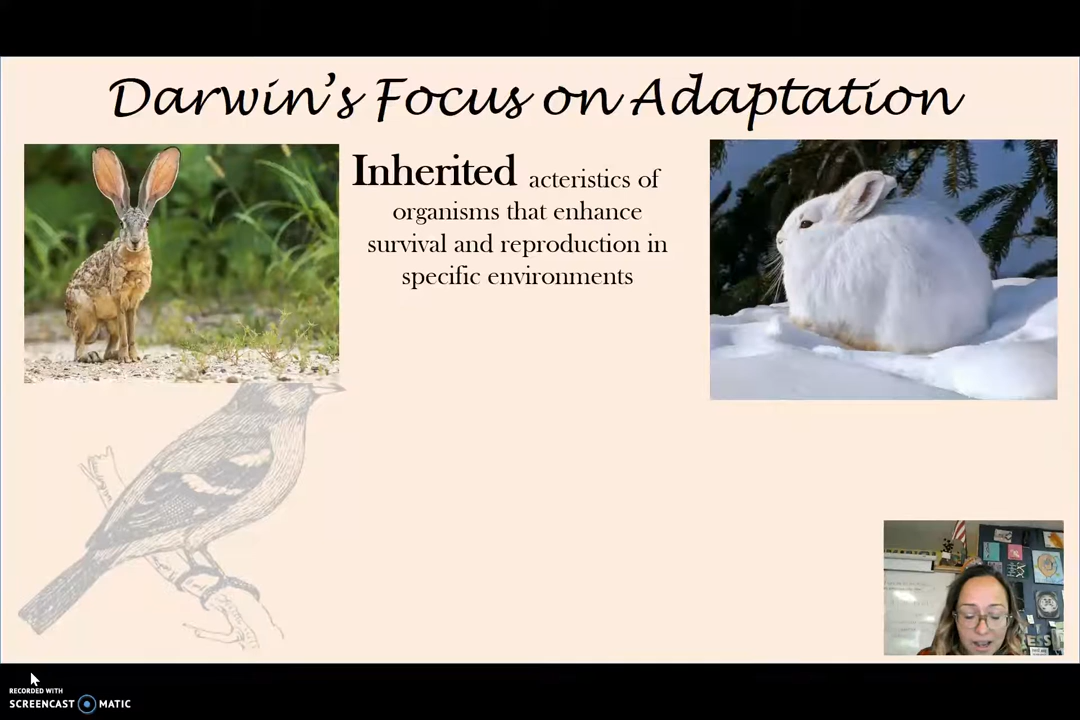 Darwin's Focus on Adaptation
Inherited acteristics of
organisms that enhance
survival and reproduction in
specific environments
RECORDED WITH
SCREENCAST MATIC